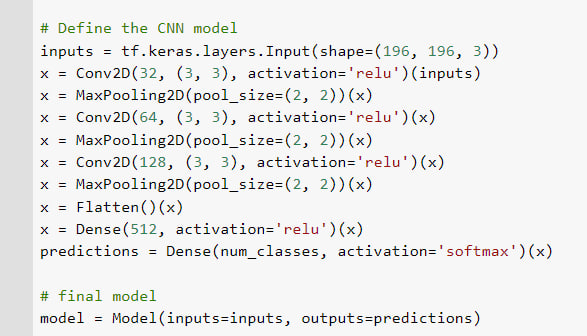 # Define the CNN model
inputs = tf.keras.layers.Input(shape=(196, 196, 3))
x = Conv2D(32, (3, 3), activation='relu')(inputs)
x = MaxPooling2D(pool_size=(2, 2))(x)
x = Conv2D(64, (3, 3), activation='relu')(x)
x = MaxPooling2D(pool_size=(2, 2))(x)
x = Conv2D(128, (3, 3), activation='relu')(x)
x = MaxPooling2D(pool_size=(2, 2))(x)
x = Flatten()(x)
x = Dense(512, activation='relu')(x)
predictions = Dense(num_classes, activation='softmax')(x)
# final model
model = Model(inputs=inputs, outputs=predictions)